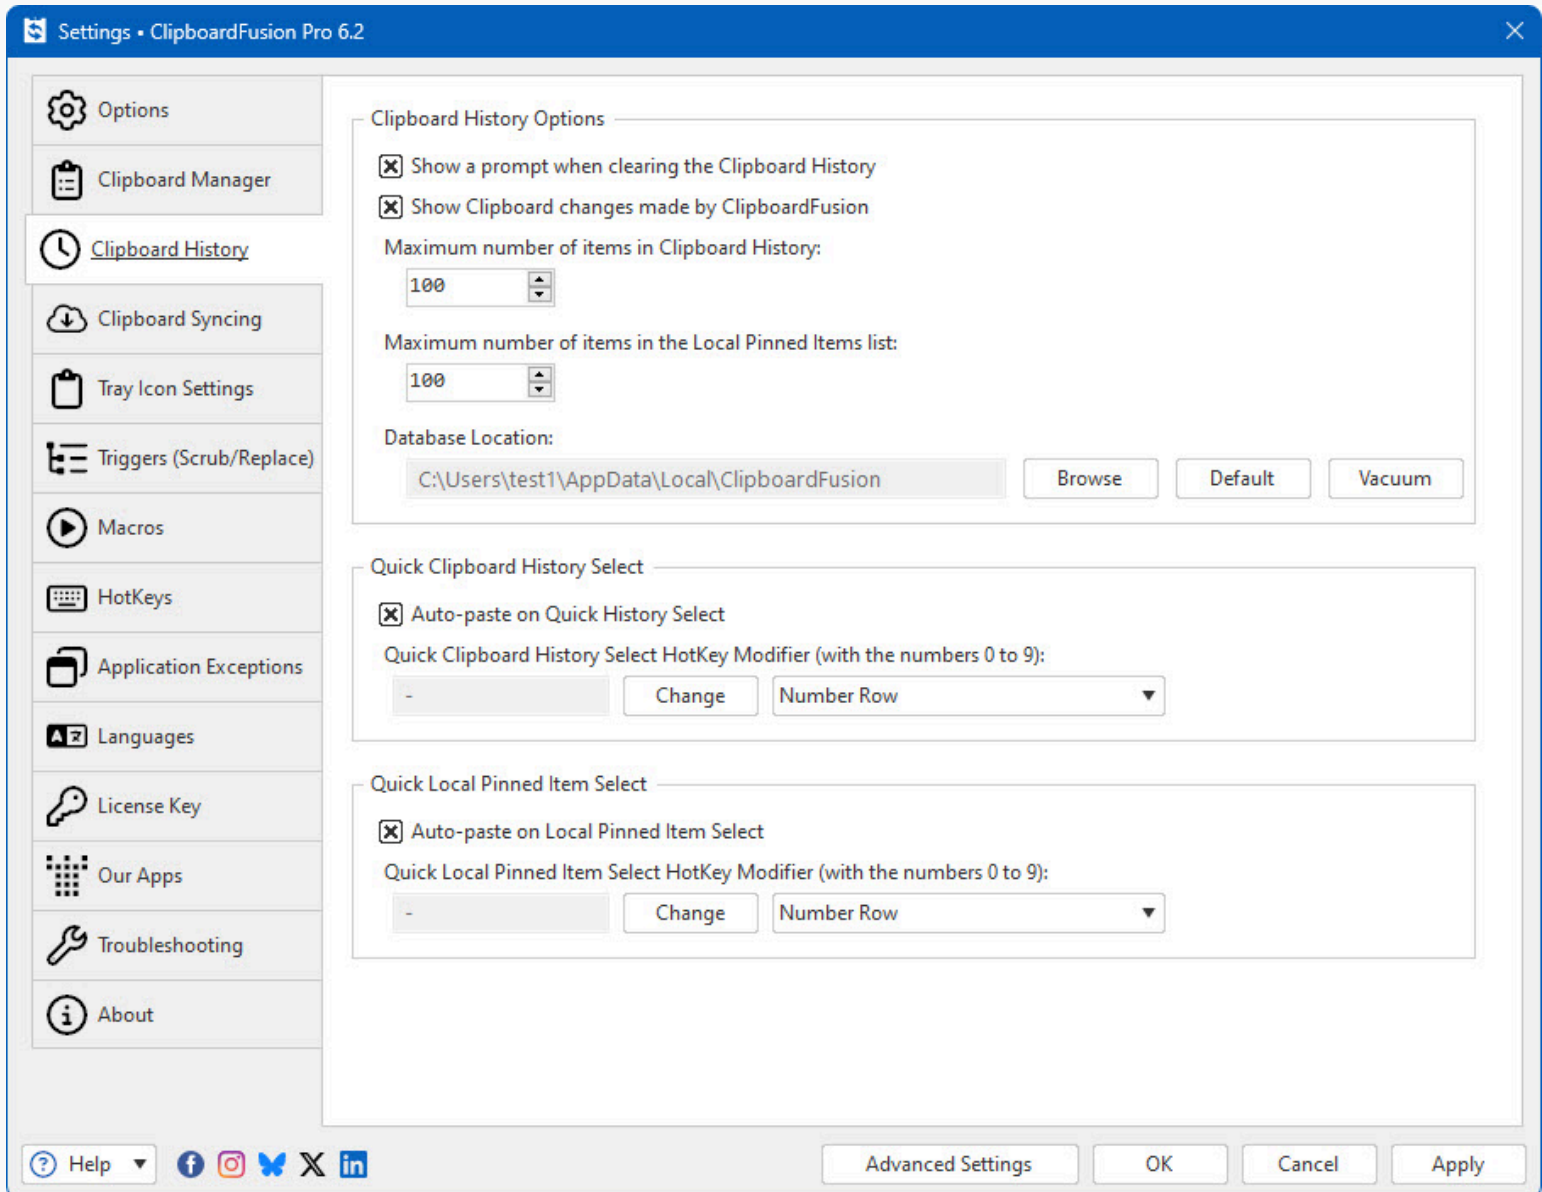 Settings • ClipboardFusion Pro 6.2
Options
Clipboard Manager
Clipboard History
Clipboard Syncing
Tray Icon Settings
Triggers (Scrub/Replace)
Macros
HotKeys
Application Exceptions
Languages
License Key
Our Apps
Troubleshooting
About
Clipboard History Options
Show a prompt when clearing the Clipboard History
Show Clipboard changes made by ClipboardFusion
Maximum number of items in Clipboard History:
100
Maximum number of items in the Local Pinned Items list:
100
Database Location:
C:\Users\test1\AppData\Local\ClipboardFusion Browse Default Vacuum
Quick Clipboard History Select
Auto-paste on Quick History Select
Quick Clipboard History Select HotKey Modifier (with the numbers 0 to 9):
- Change Number Row
Quick Local Pinned Item Select
Auto-paste on Local Pinned Item Select
Quick Local Pinned Item Select HotKey Modifier (with the numbers 0 to 9):
- Change Number Row
Help Advanced Settings OK Cancel Apply